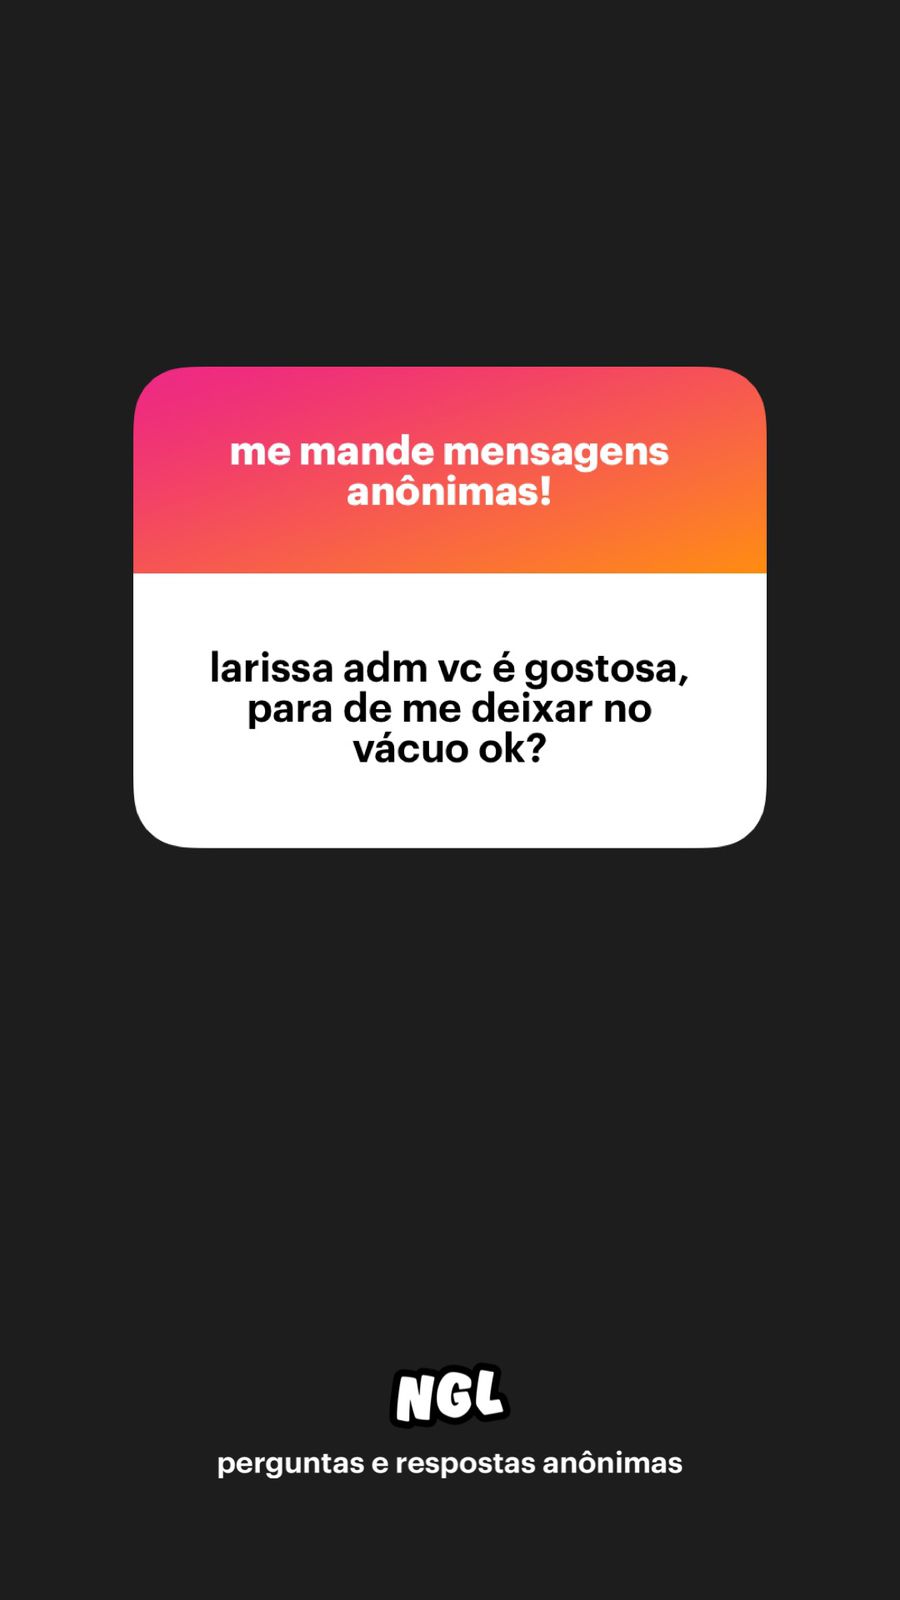 me mande mensagens
anônimas!
larissa adm vc é gostosa,
para de me deixar no
vácuo ok?
NGL
perguntas e respostas anônimas